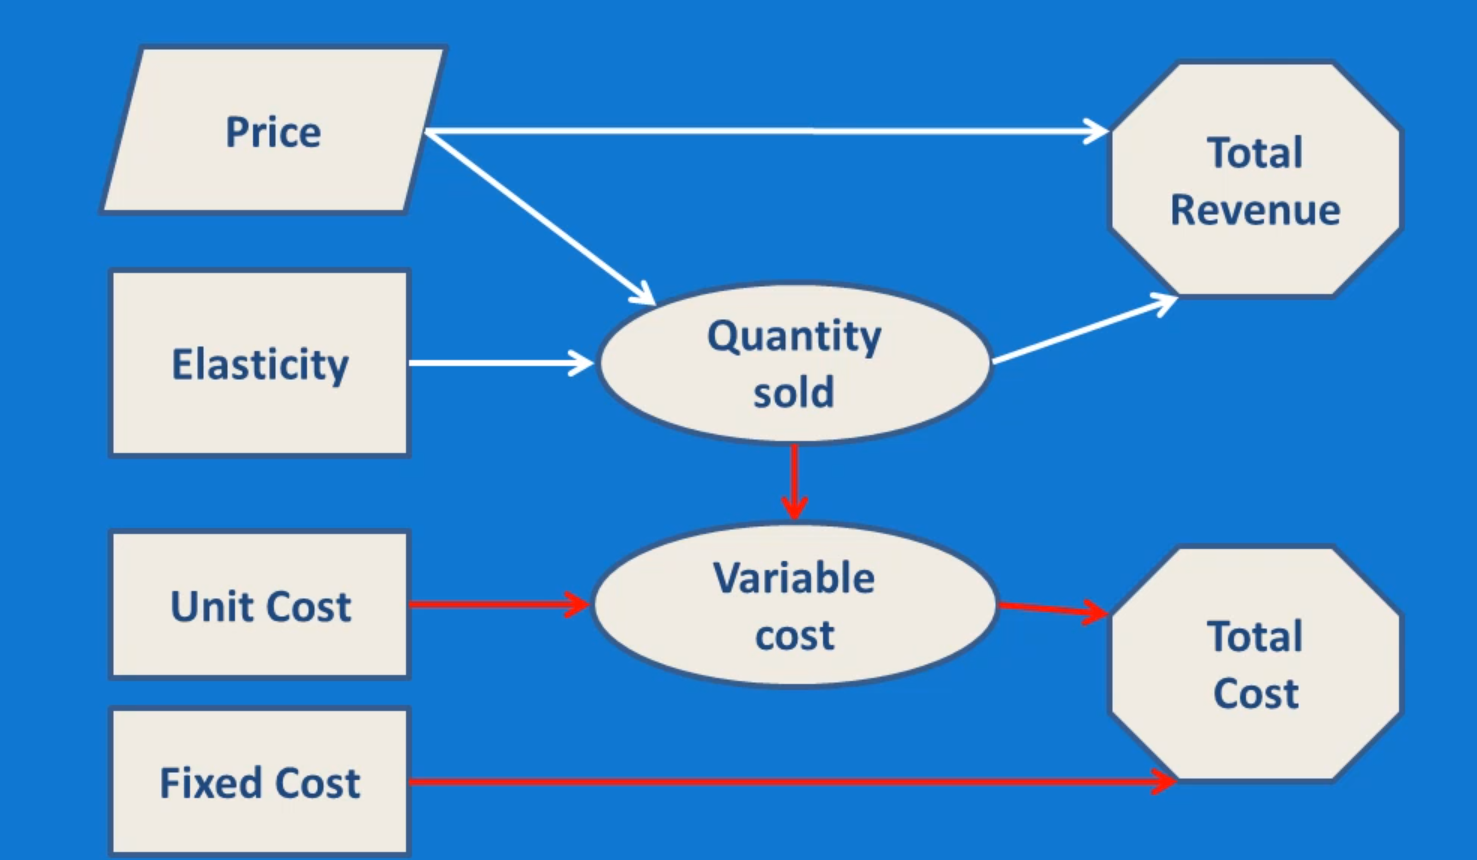 Price
Total
Revenue
Elasticity
Quantity
sold
Unit Cost
Variable
cost
Total
Cost
Fixed Cost